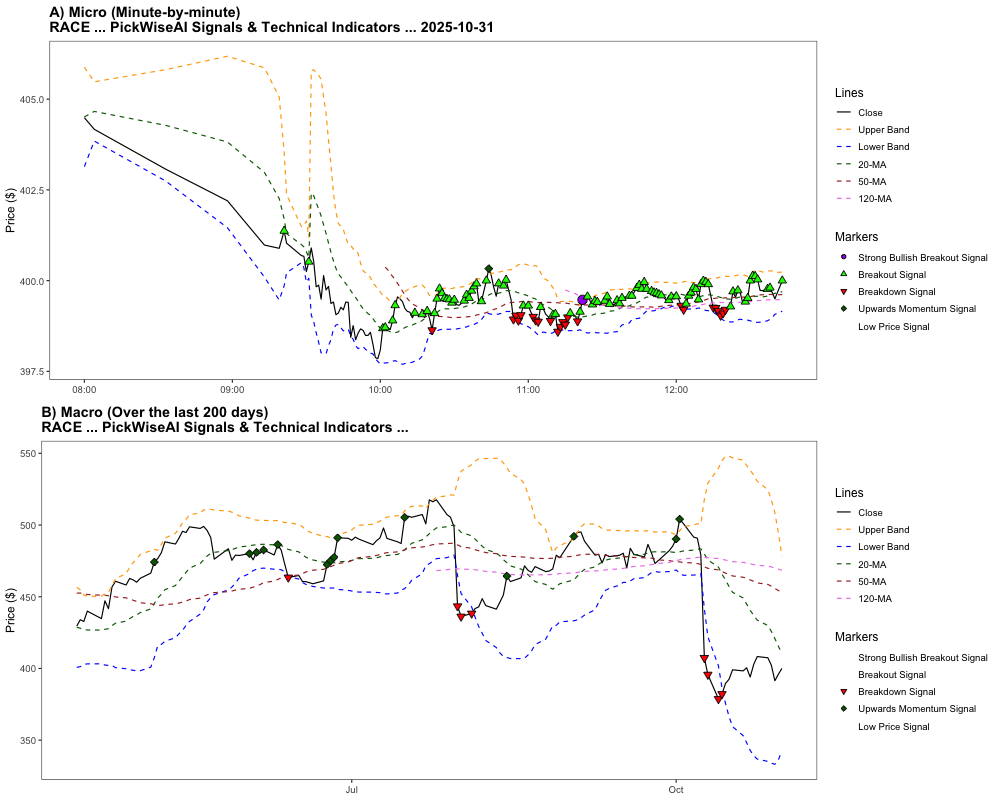 A) Micro (Minute-by-minute)
RACE ... PickWiseAI Signals & Technical Indicators ... 2025-10-31
Price ($)
405.0
402.5
400.0
397.5
08:00
09:00
10:00
11:00
12:00
Lines
Close
Upper Band
Lower Band
20-MA
50-MA
120-MA
Markers
Strong Bullish Breakout Signal
Breakout Signal
Breakdown Signal
Upwards Momentum Signal
Low Price Signal
B) Macro (Over the last 200 days)
RACE ... PickWiseAI Signals & Technical Indicators ...
Price ($)
550
500
450
400
350
Jul
Oct
Lines
Close
Upper Band
Lower Band
20-MA
50-MA
120-MA
Markers
Strong Bullish Breakout Signal
Breakout Signal
Breakdown Signal
Upwards Momentum Signal
Low Price Signal